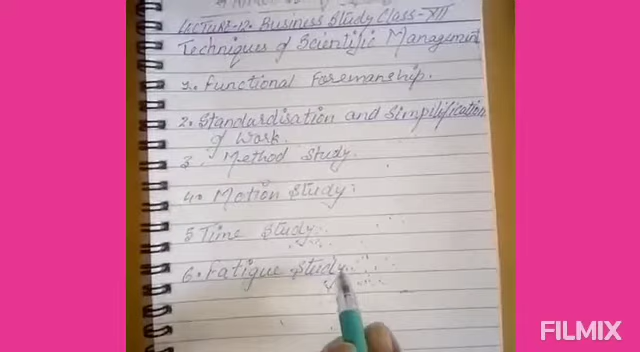 LECTURE-12. Business Study Class-XII
Techniques of Scientific Management
1. Functional Foremanship.
2. Standardisation and Simplification
of Work.
3. Method Study.
4. Motion Study:
5 Time Study.
6. Fatigue Study.
FILMIX